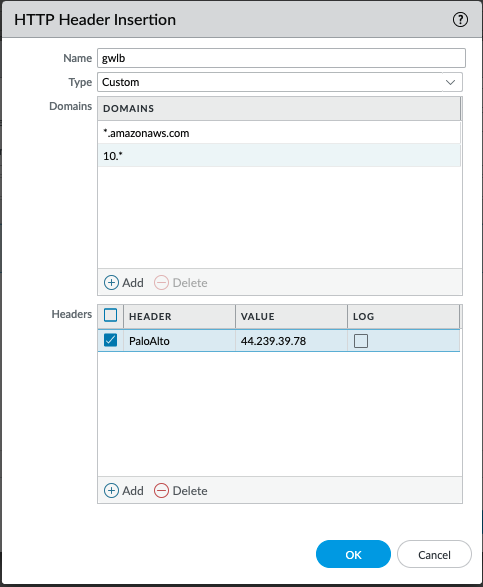 HTTP Header Insertion
Name gwlb
Type Custom
Domains DOMAINS
*.amazonaws.com
10.*
Add Delete
Headers HEADER VALUE LOG
PaloAlto 44.239.39.78
Add Delete
OK Cancel